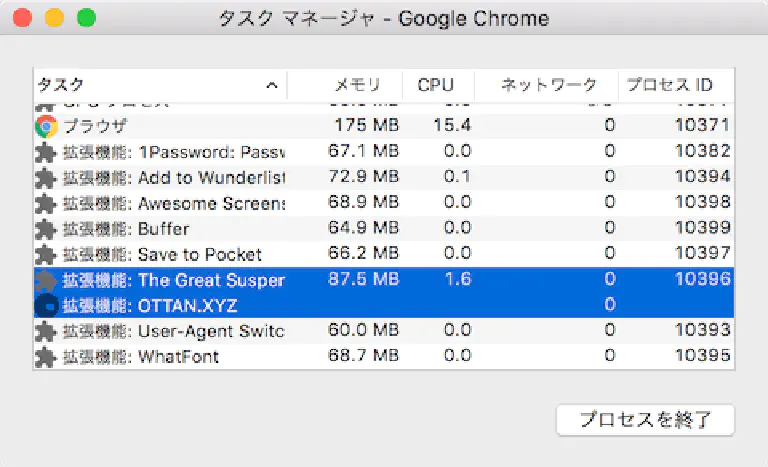 タスク マネージャ - Google Chrome
タスク メモリ CPU ネットワーク プロセス ID
ブラウザ 175 MB 15.4 0 10371
拡張機能: 1Password: Passw 67.1 MB 0.0 0 10382
拡張機能: Add to Wunderlist 72.9 MB 0.1 0 10394
拡張機能: Awesome Screens 68.9 MB 0.0 0 10398
拡張機能: Buffer 64.9 MB 0.0 0 10399
拡張機能: Save to Pocket 66.2 MB 0.0 0 10397
拡張機能: The Great Susper 87.5 MB 1.6 0 10396
拡張機能: OTTAN.XYZ 0
拡張機能: User-Agent Switc 60.0 MB 0.0 0 10393
拡張機能: WhatFont 68.7 MB 0.0 0 10395
プロセスを終了